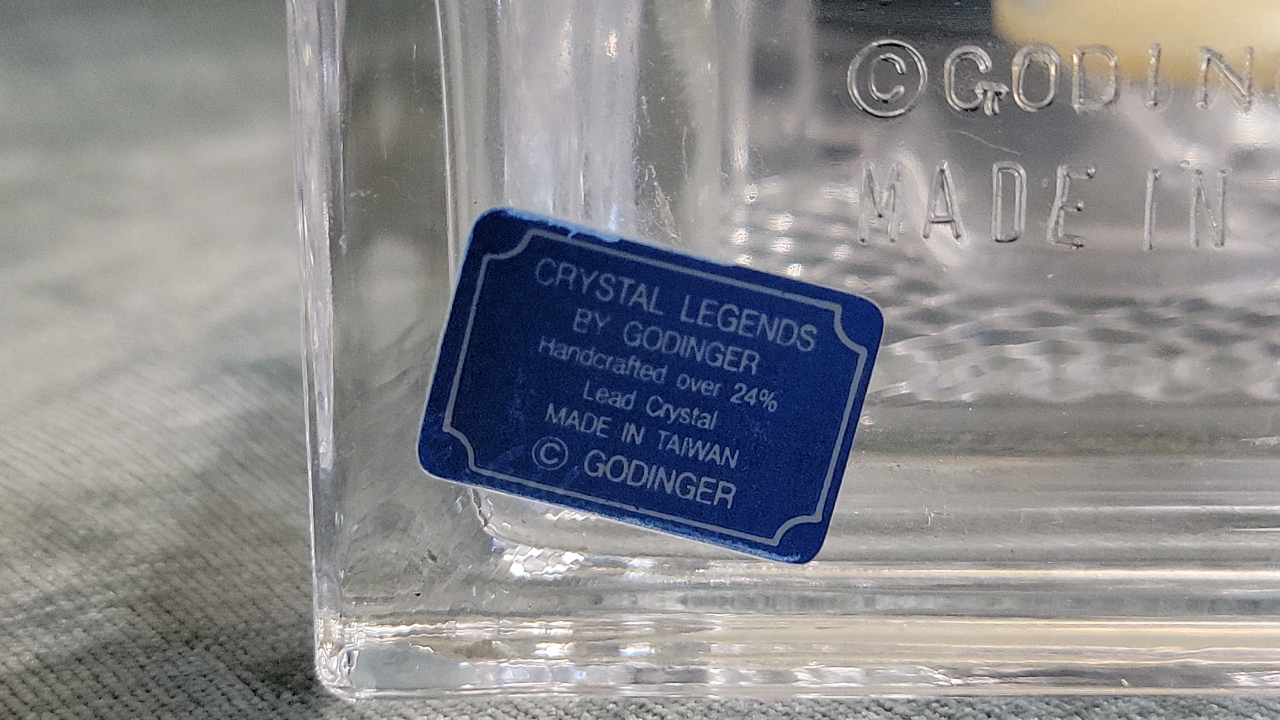 © GODIN
MADE IN
CRYSTAL LEGENDS
BY GODINGER
Handcrafted over 24%
Lead Crystal
MADE IN TAIWAN
© GODINGER